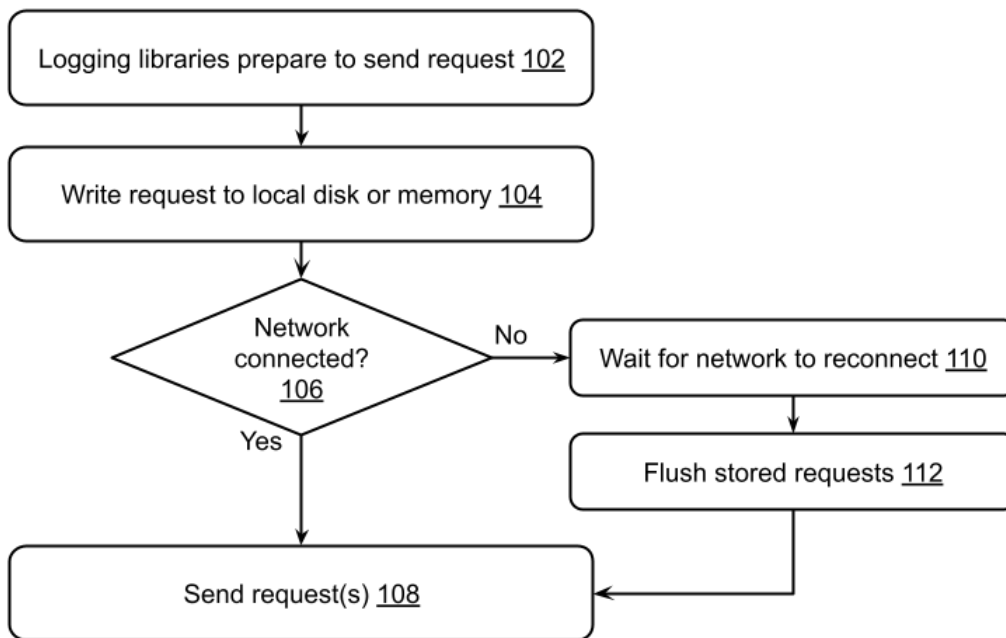 Logging libraries prepare to send request 102
Write request to local disk or memory 104
Network
connected?
106
No
Wait for network to reconnect 110
Yes
Flush stored requests 112
Send request(s) 108